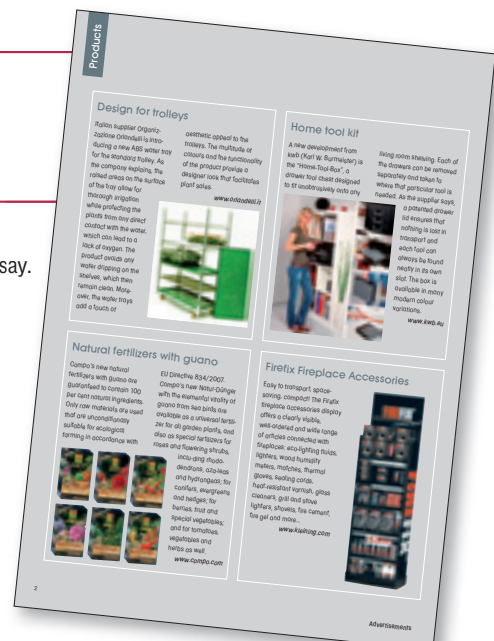 say.
Products
Design for trolleys
Italian supplier Organiz-
zazione Orlandelli is intro-
ducing a new ABS water tray
for the standard trolley. As
the company explains, the
raised areas on the surface
of the tray allow for
thorough irrigation
while protecting the
plants from any direct
contact with the water,
which can lead to a
lack of oxygen. The
product avoids any
water dripping on the
shelves, which then
remain clean. More-
over, the water trays
add a touch of
aesthetic appeal to the
trolleys. The multitude of
colours and the functionality
of the product provide a
designer look that facilitates
plant sales.
www.orlandelli.it
Home tool kit
A new development from
kwb (Karl W. Burmeister) is
the "Home-Tool-Box", a
drawer tool chest designed
to fit unobtrusively onto any
living room shelving. Each of
the drawers can be removed
separately and taken to
where that particular tool is
needed. As the supplier says,
a patented drawer
lid ensures that
nothing is lost in
transport and
each tool can
always be found
neatly in its own
slot. The box is
available in many
modern colour
variations.
www.kwb.eu
Natural fertilizers with guano
Compo's new natural
fertilizers with guano are
guaranteed to contain 100
per cent natural ingredients.
Only raw materials are used
that are unconditionally
suitable for ecological
farming in accordance with
EU Directive 834/2007.
Compo's new Natur-Dünger
with the elemental vitality of
guano from sea birds are
available as a universal fertili-
zer for all garden plants, and
also as special fertilizers for
roses and flowering shrubs,
including rhodo-
dendrons, azaleas
and hydrangeas; for
conifers, evergreens
and hedges; for
berries, fruit and
special vegetables;
and for tomatoes,
vegetables and
herbs as well.
www.compo.com
Firefix Fireplace Accessories
Easy to transport, space-
saving, compact! The Firefix
fireplace accessories display
offers a clearly visible,
well-ordered and wide range
of articles connected with
fireplaces: eco-lighting fluids,
lighters, wood humidity
meters, matches, thermal
gloves, sealing cords,
heat-resistant varnish, glass
cleaners, grill and stove
lighters, shovels, fire cement,
fire gel and more...
www.kleining.com
2
Advertisements